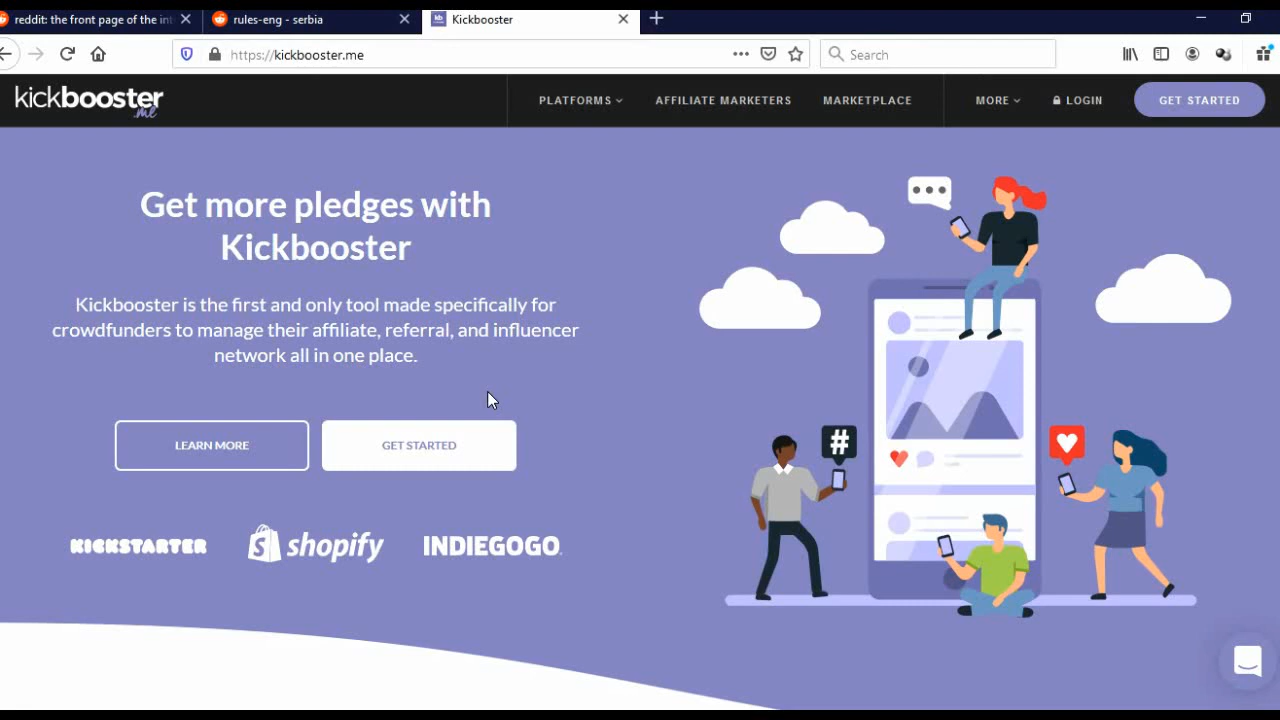 reddit: the front page of the int
rules-eng - serbia
Kickbooster
https://kickbooster.me
Search
kickbooster
.me
PLATFORMS
AFFILIATE MARKETERS
MARKETPLACE
MORE
LOGIN
GET STARTED
Get more pledges with
Kickbooster
Kickbooster is the first and only tool made specifically for
crowdfunders to manage their affiliate, referral, and influencer
network all in one place.
LEARN MORE
GET STARTED
KICKSTARTER
shopify
INDIEGOGO.
#